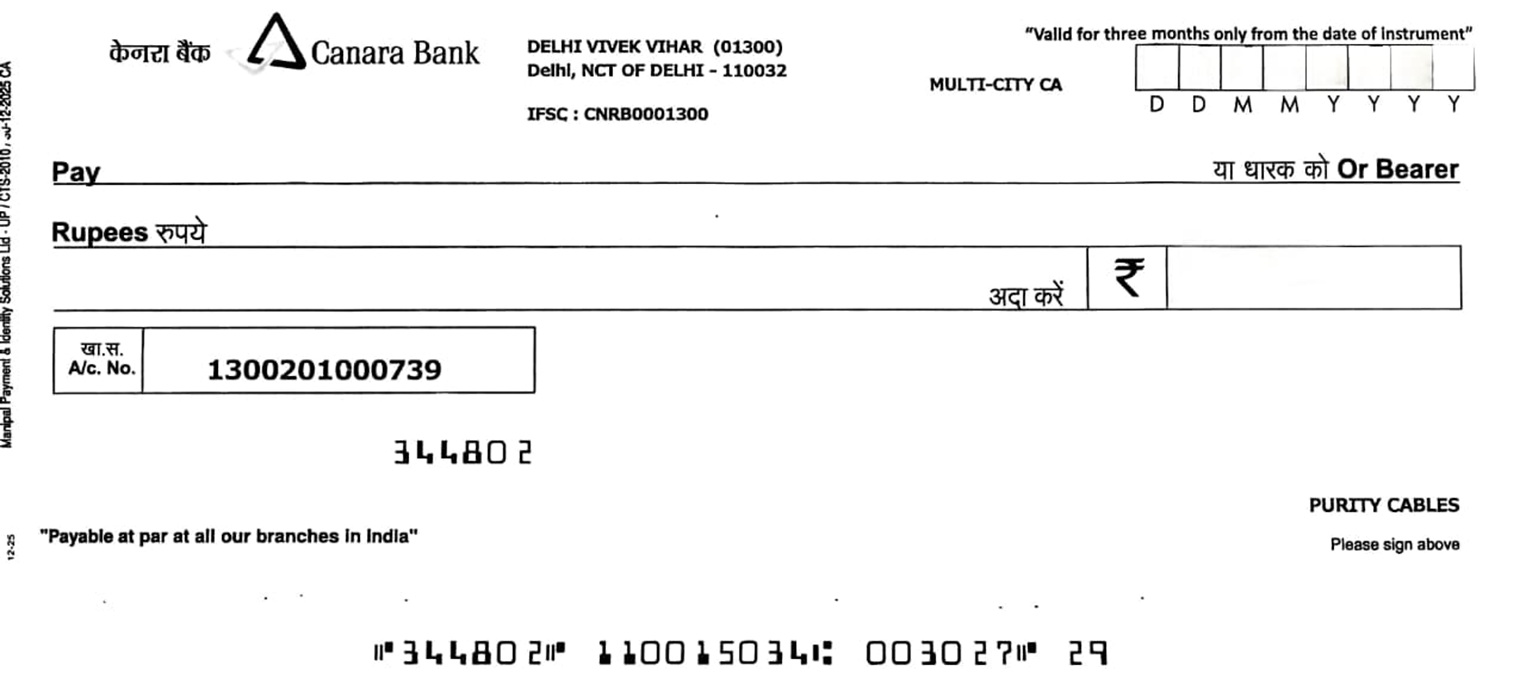 केनरा बैंक Canara Bank
DELHI VIVEK VIHAR (01300)
Delhi, NCT OF DELHI - 110032
IFSC : CNRB0001300
"Valid for three months only from the date of instrument"
MULTI-CITY CA
D D M M Y Y Y Y
Pay या धारक को Or Bearer
Rupees रुपये
अदा करें ₹
खा.स.
A/c. No. 1300201000739
344802
PURITY CABLES
"Payable at par at all our branches in India"
Please sign above
⑈344802⑈ 110015034⑆ 003027⑈ 29
Manipal Payment & Identity Solutions Ltd - UP / CTS-2010 / -12-2025 CA
12-25